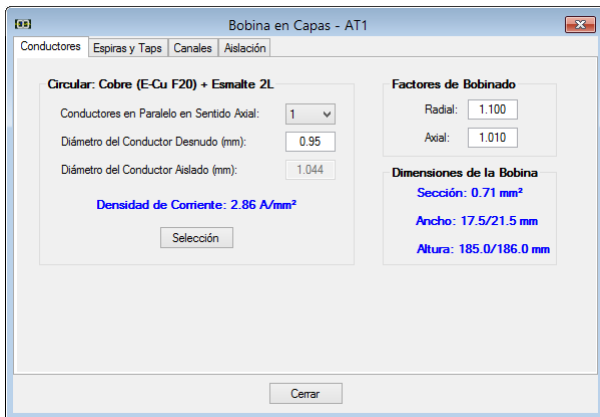 Bobina en Capas - AT1
Conductores
Espiras y Taps
Canales
Aislación
Circular: Cobre (E-Cu F20) + Esmalte 2L
Conductores en Paralelo en Sentido Axial: 1
Diámetro del Conductor Desnudo (mm): 0.95
Diámetro del Conductor Aislado (mm): 1.044
Densidad de Corriente: 2.86 A/mm²
Selección
Factores de Bobinado
Radial: 1.100
Axial: 1.010
Dimensiones de la Bobina
Sección: 0.71 mm²
Ancho: 17.5/21.5 mm
Altura: 185.0/186.0 mm
Cerrar